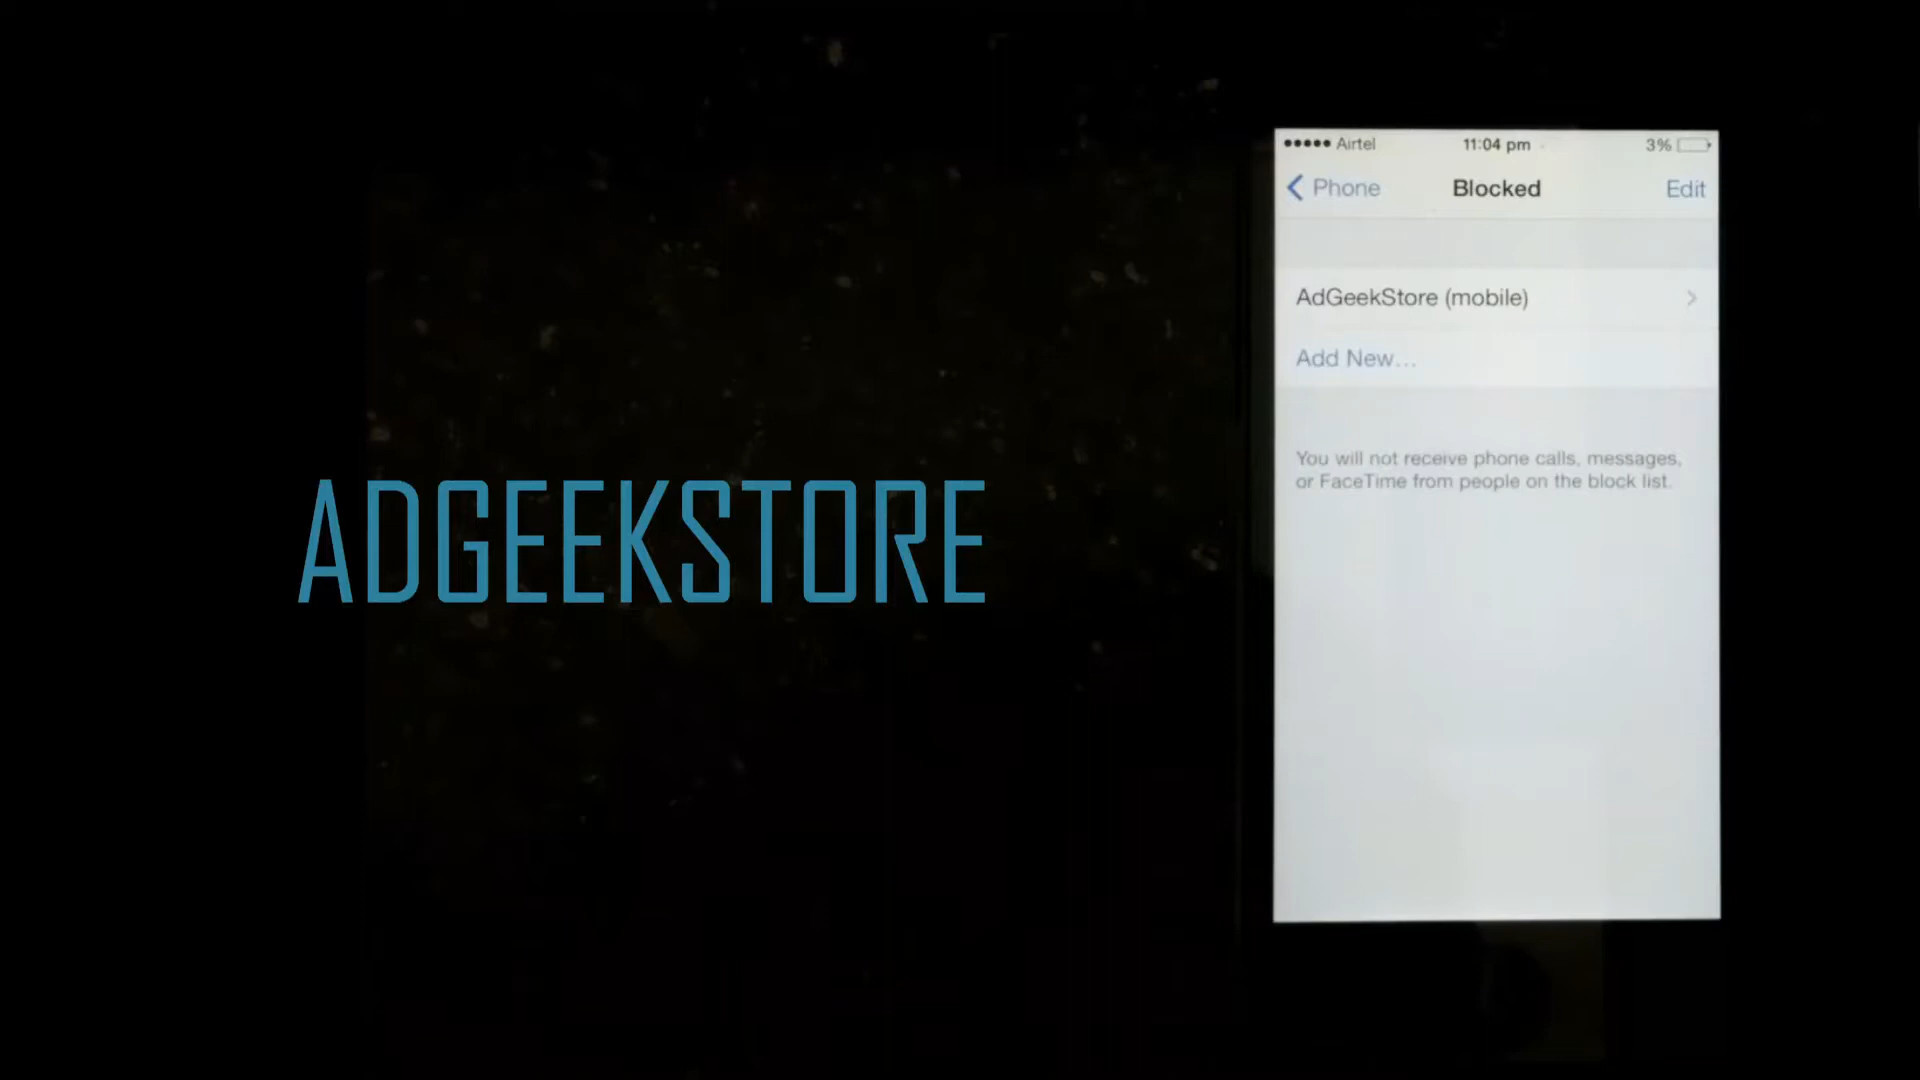 ADGEEKSTORE
Airtel 11:04 pm 3%
Phone Blocked Edit
AdGeekStore (mobile)
Add New...
You will not receive phone calls, messages,
or FaceTime from people on the block list.